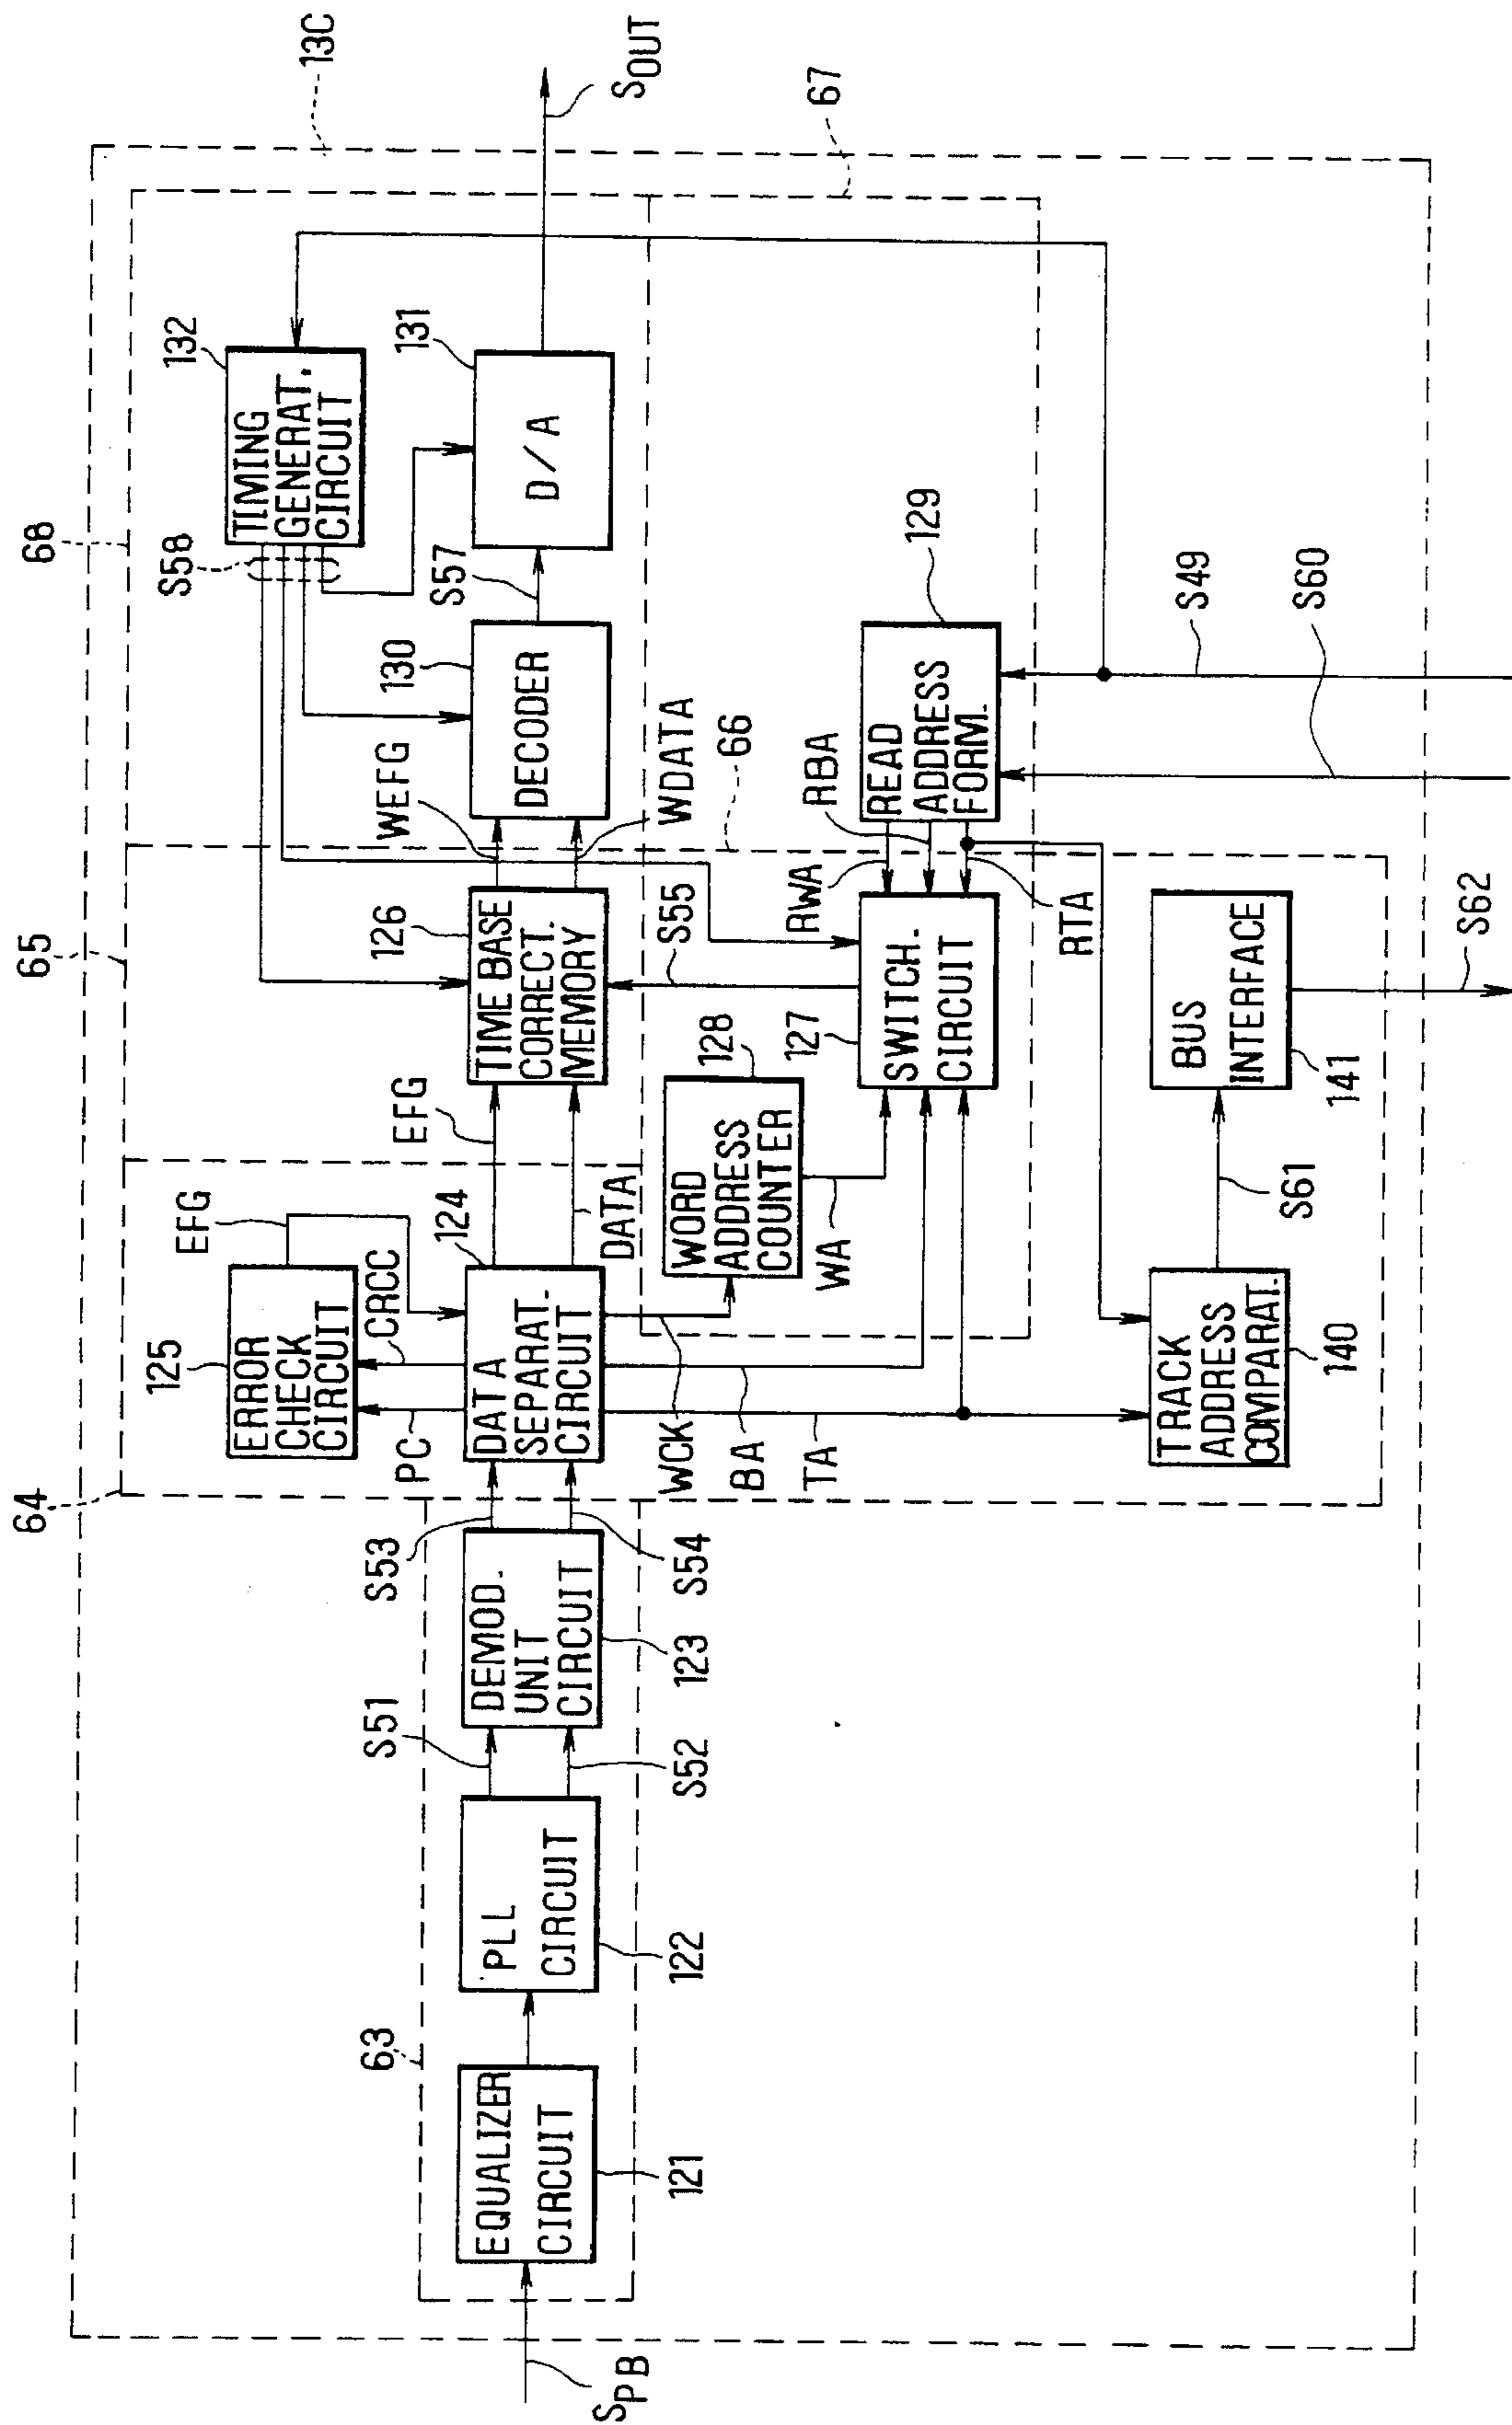 13C
68
65
64
132
TIMING
GENERAT.
CIRCUIT
S58
131
D/A
S_OUT
67
S57
130
DECODER
WEFG
WDATA
66
126
TIME BASE
CORRECT.
MEMORY
EFG
DATA
EFG
125
ERROR
CHECK
CIRCUIT
CRCC
PC
124
DATA
SEPARAT.
CIRCUIT
WCK
BA
TA
128
WORD
ADDRESS
COUNTER
WA
S55
127
SWITCH.
CIRCUIT
RWA
RBA
RTA
129
READ
ADDRESS
FORM.
S49
S60
BUS
INTERFACE
141
S62
S61
TRACK
ADDRESS
COMPARAT.
140
S53
S54
DEMOD.
UNIT
CIRCUIT
123
S51
S52
PLL
CIRCUIT
122
63
EQUALIZER
CIRCUIT
121
S_PB